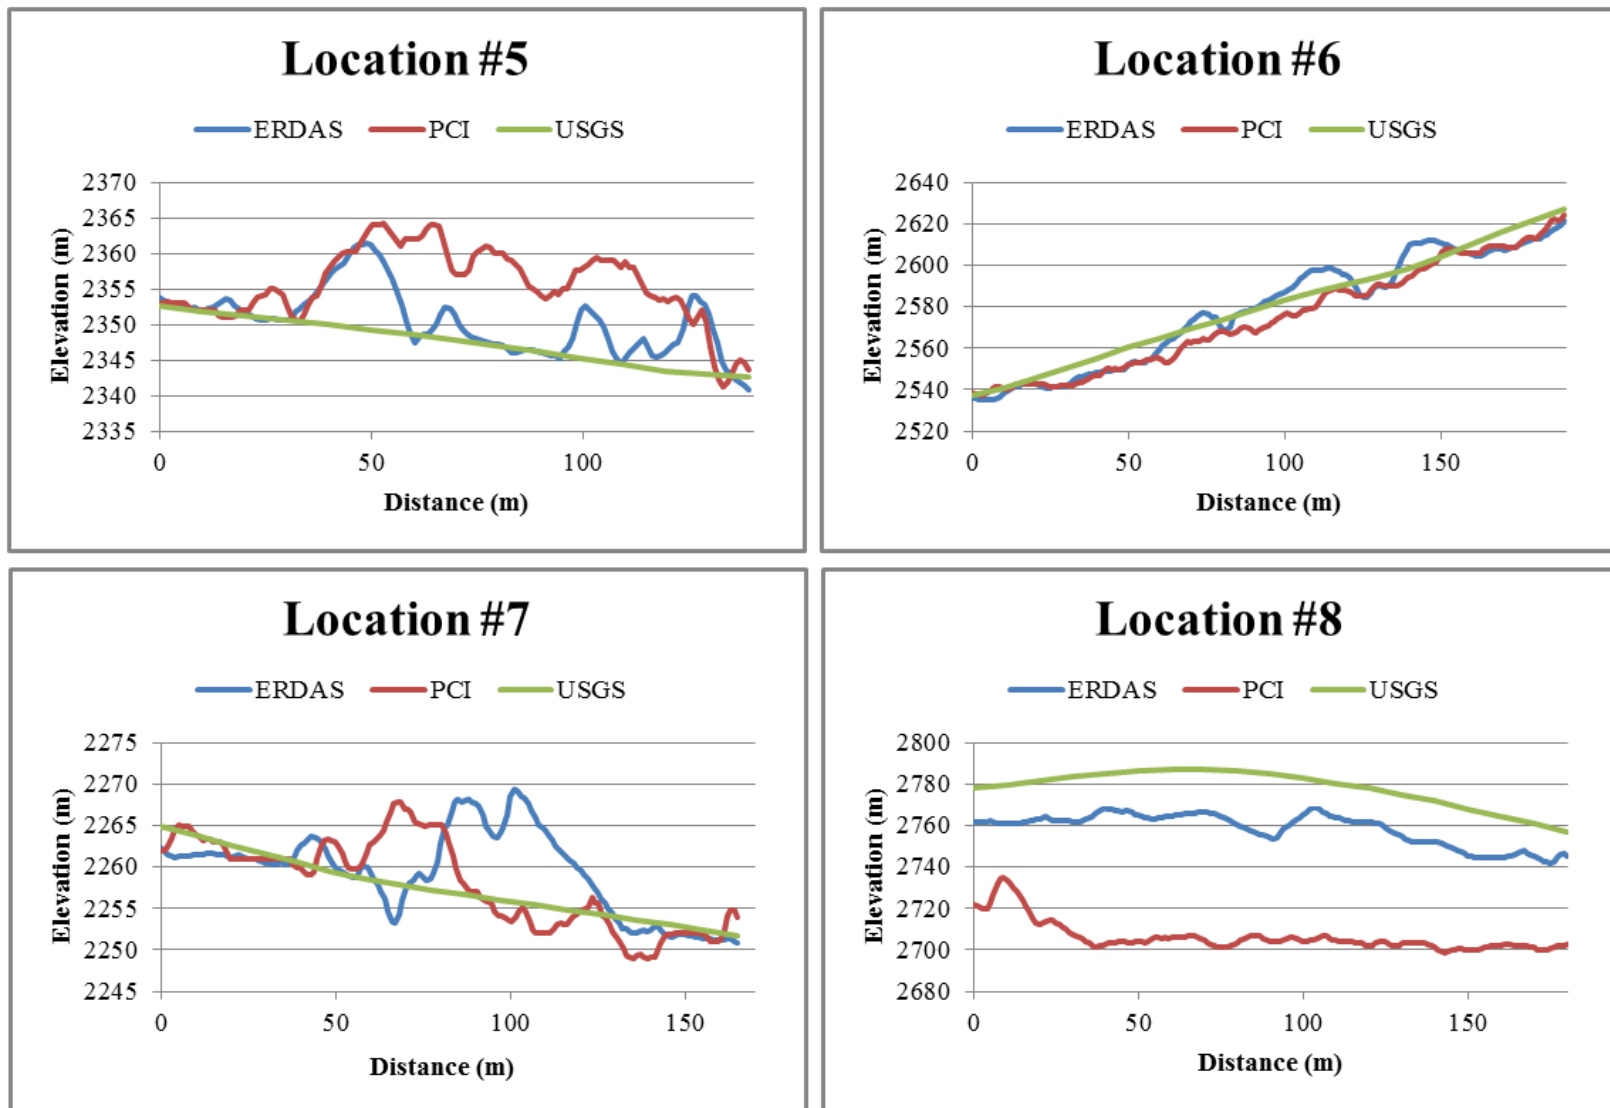 Location #5
ERDAS PCI USGS
Elevation (m)
2370
2365
2360
2355
2350
2345
2340
2335
0 50 100
Distance (m)
Location #6
ERDAS PCI USGS
Elevation (m)
2640
2620
2600
2580
2560
2540
2520
0 50 100 150
Distance (m)
Location #7
ERDAS PCI USGS
Elevation (m)
2275
2270
2265
2260
2255
2250
2245
0 50 100 150
Distance (m)
Location #8
ERDAS PCI USGS
Elevation (m)
2800
2780
2760
2740
2720
2700
2680
0 50 100 150
Distance (m)